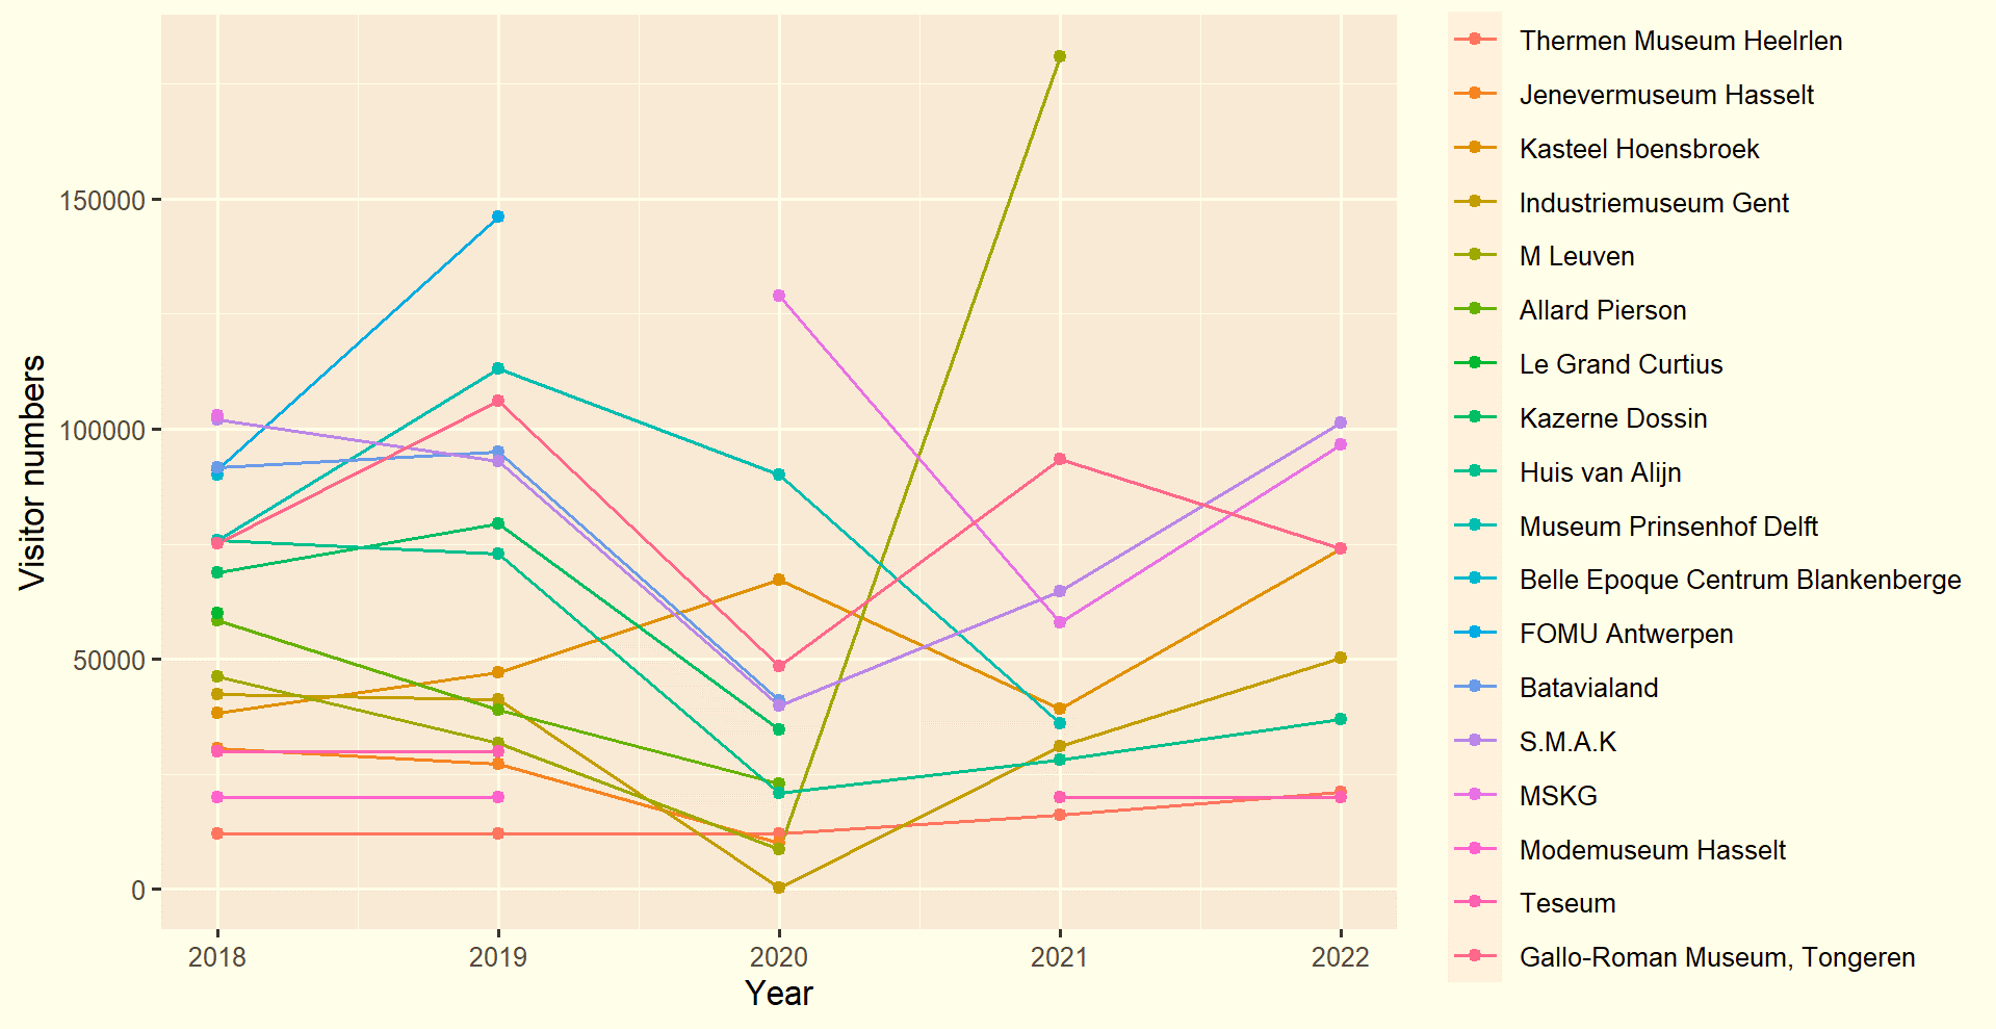 150000
100000
50000
0
Visitor numbers
2018 2019 2020 2021 2022
Year
Thermen Museum Heelrlen
Jenevermuseum Hasselt
Kasteel Hoensbroek
Industriemuseum Gent
M Leuven
Allard Pierson
Le Grand Curtius
Kazerne Dossin
Huis van Alijn
Museum Prinsenhof Delft
Belle Epoque Centrum Blankenberge
FOMU Antwerpen
Batavialand
S.M.A.K
MSKG
Modemuseum Hasselt
Teseum
Gallo-Roman Museum, Tongeren